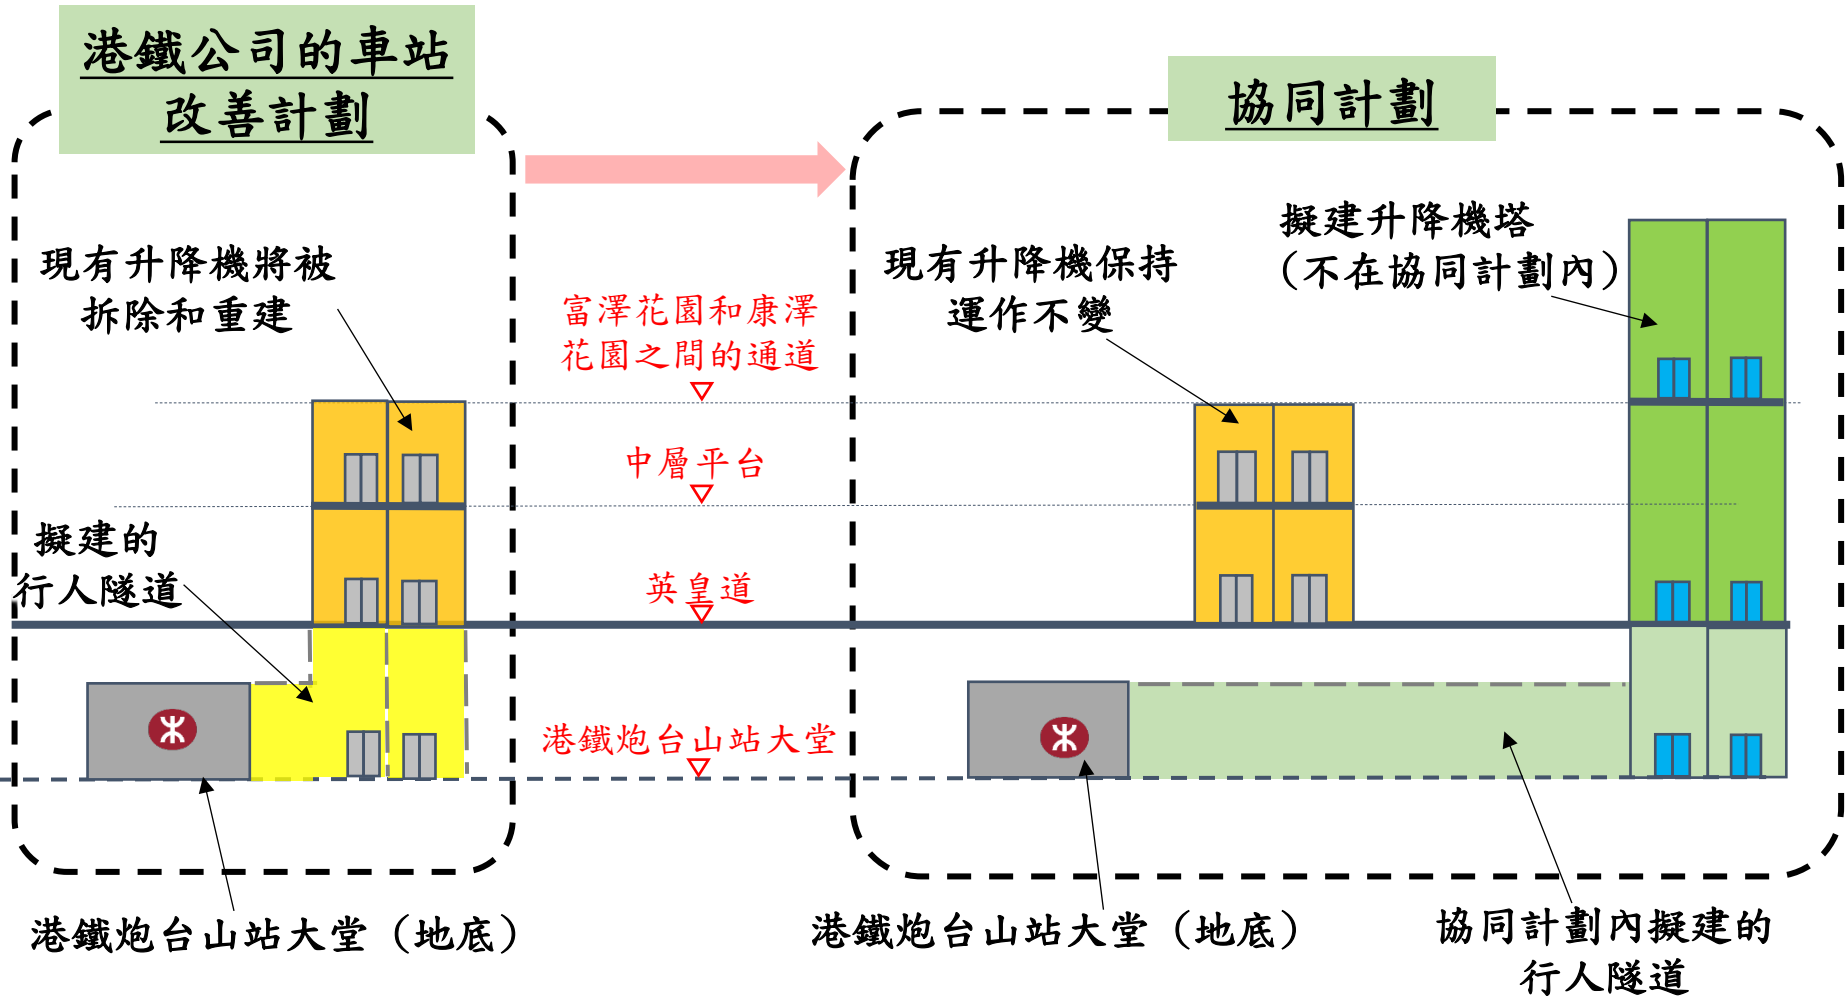 港鐵公司的車站
改善計劃
協同計劃
現有升降機將被
拆除和重建
富澤花園和康澤
花園之間的通道
現有升降機保持
運作不變
擬建升降機塔
（不在協同計劃內）
中層平台
擬建的
行人隧道
英皇道
港鐵炮台山站大堂
港鐵炮台山站大堂（地底）
港鐵炮台山站大堂（地底）
協同計劃內擬建的
行人隧道